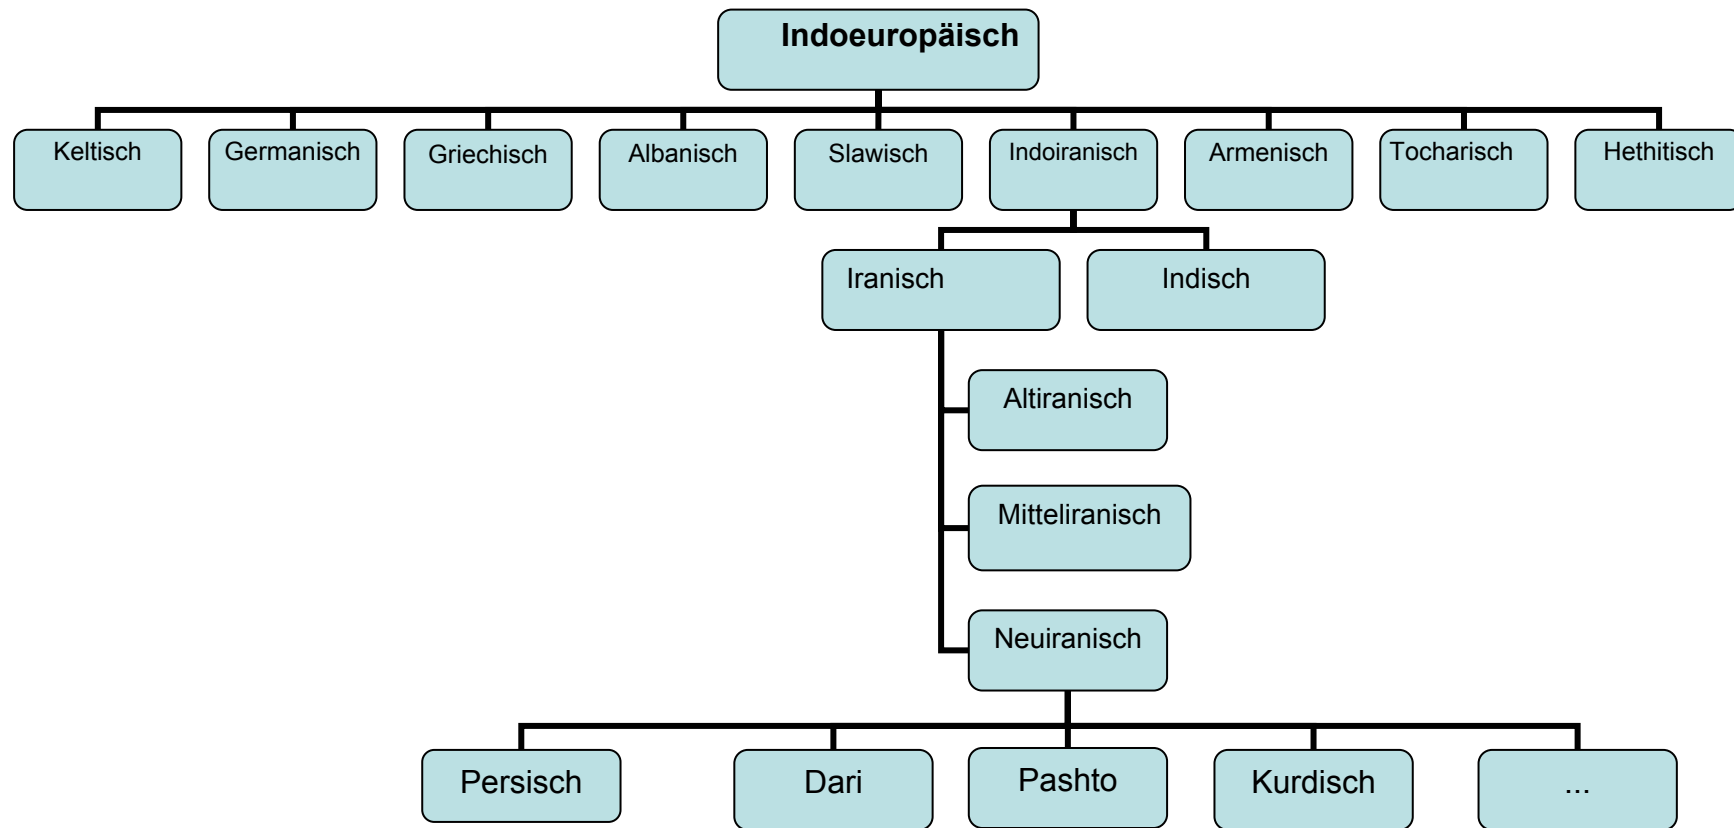 Indoeuropäisch
Keltisch
Germanisch
Griechisch
Albanisch
Slawisch
Indoiranisch
Armenisch
Tocharisch
Hethitisch
Iranisch
Indisch
Altiranisch
Mitteliranisch
Neuiranisch
Persisch
Dari
Pashto
Kurdisch
...